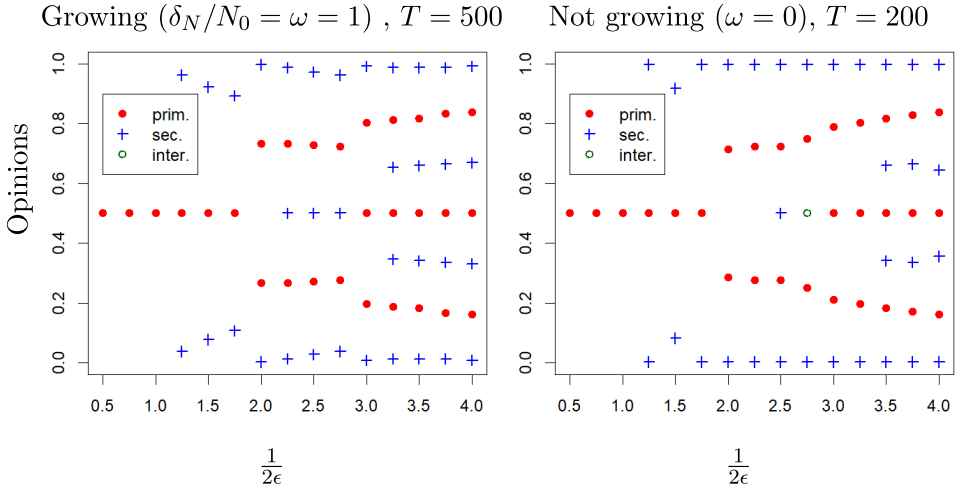 Growing (δ_N/N_0 = ω = 1) , T = 500
Not growing (ω = 0), T = 200
Opinions
1.0
0.8
0.6
0.4
0.2
0.0
prim.
sec.
inter.
0.5 1.0 1.5 2.0 2.5 3.0 3.5 4.0
1/2ϵ
1.0
0.8
0.6
0.4
0.2
0.0
prim.
sec.
inter.
0.5 1.0 1.5 2.0 2.5 3.0 3.5 4.0
1/2ϵ